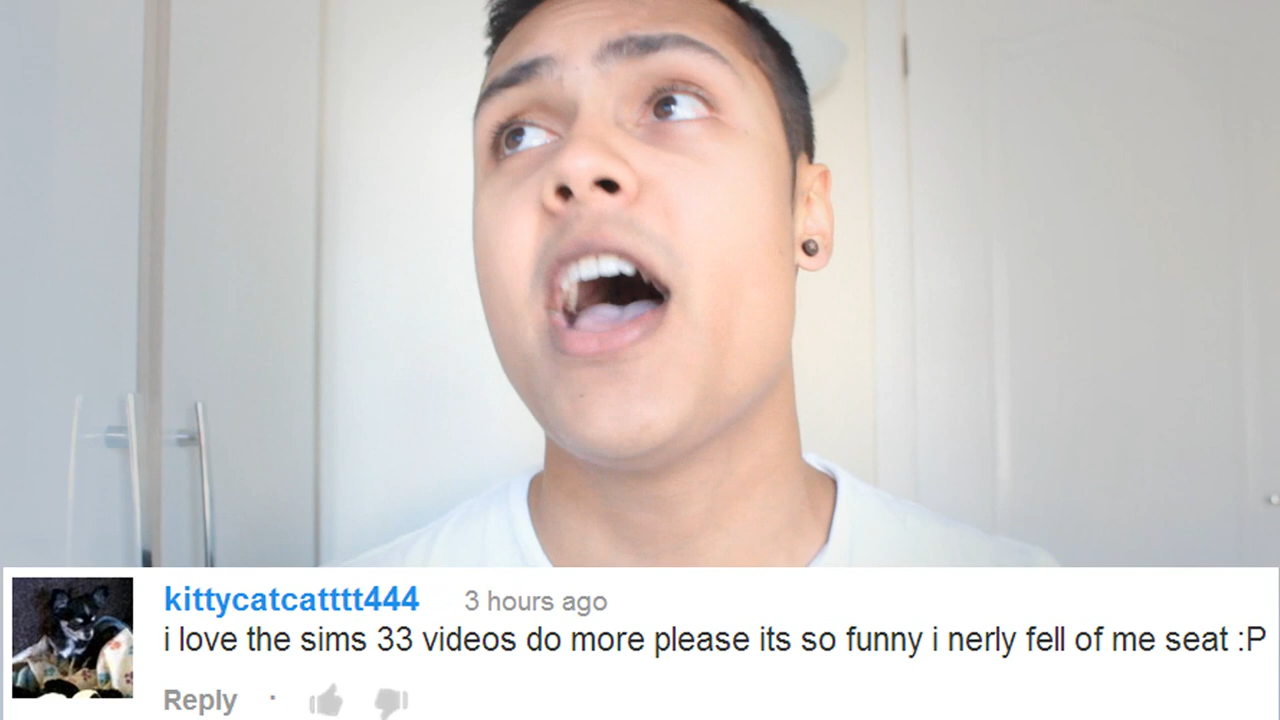 kittycatcatttt444 3 hours ago
i love the sims 33 videos do more please its so funny i nerly fell of me seat :P
Reply ·